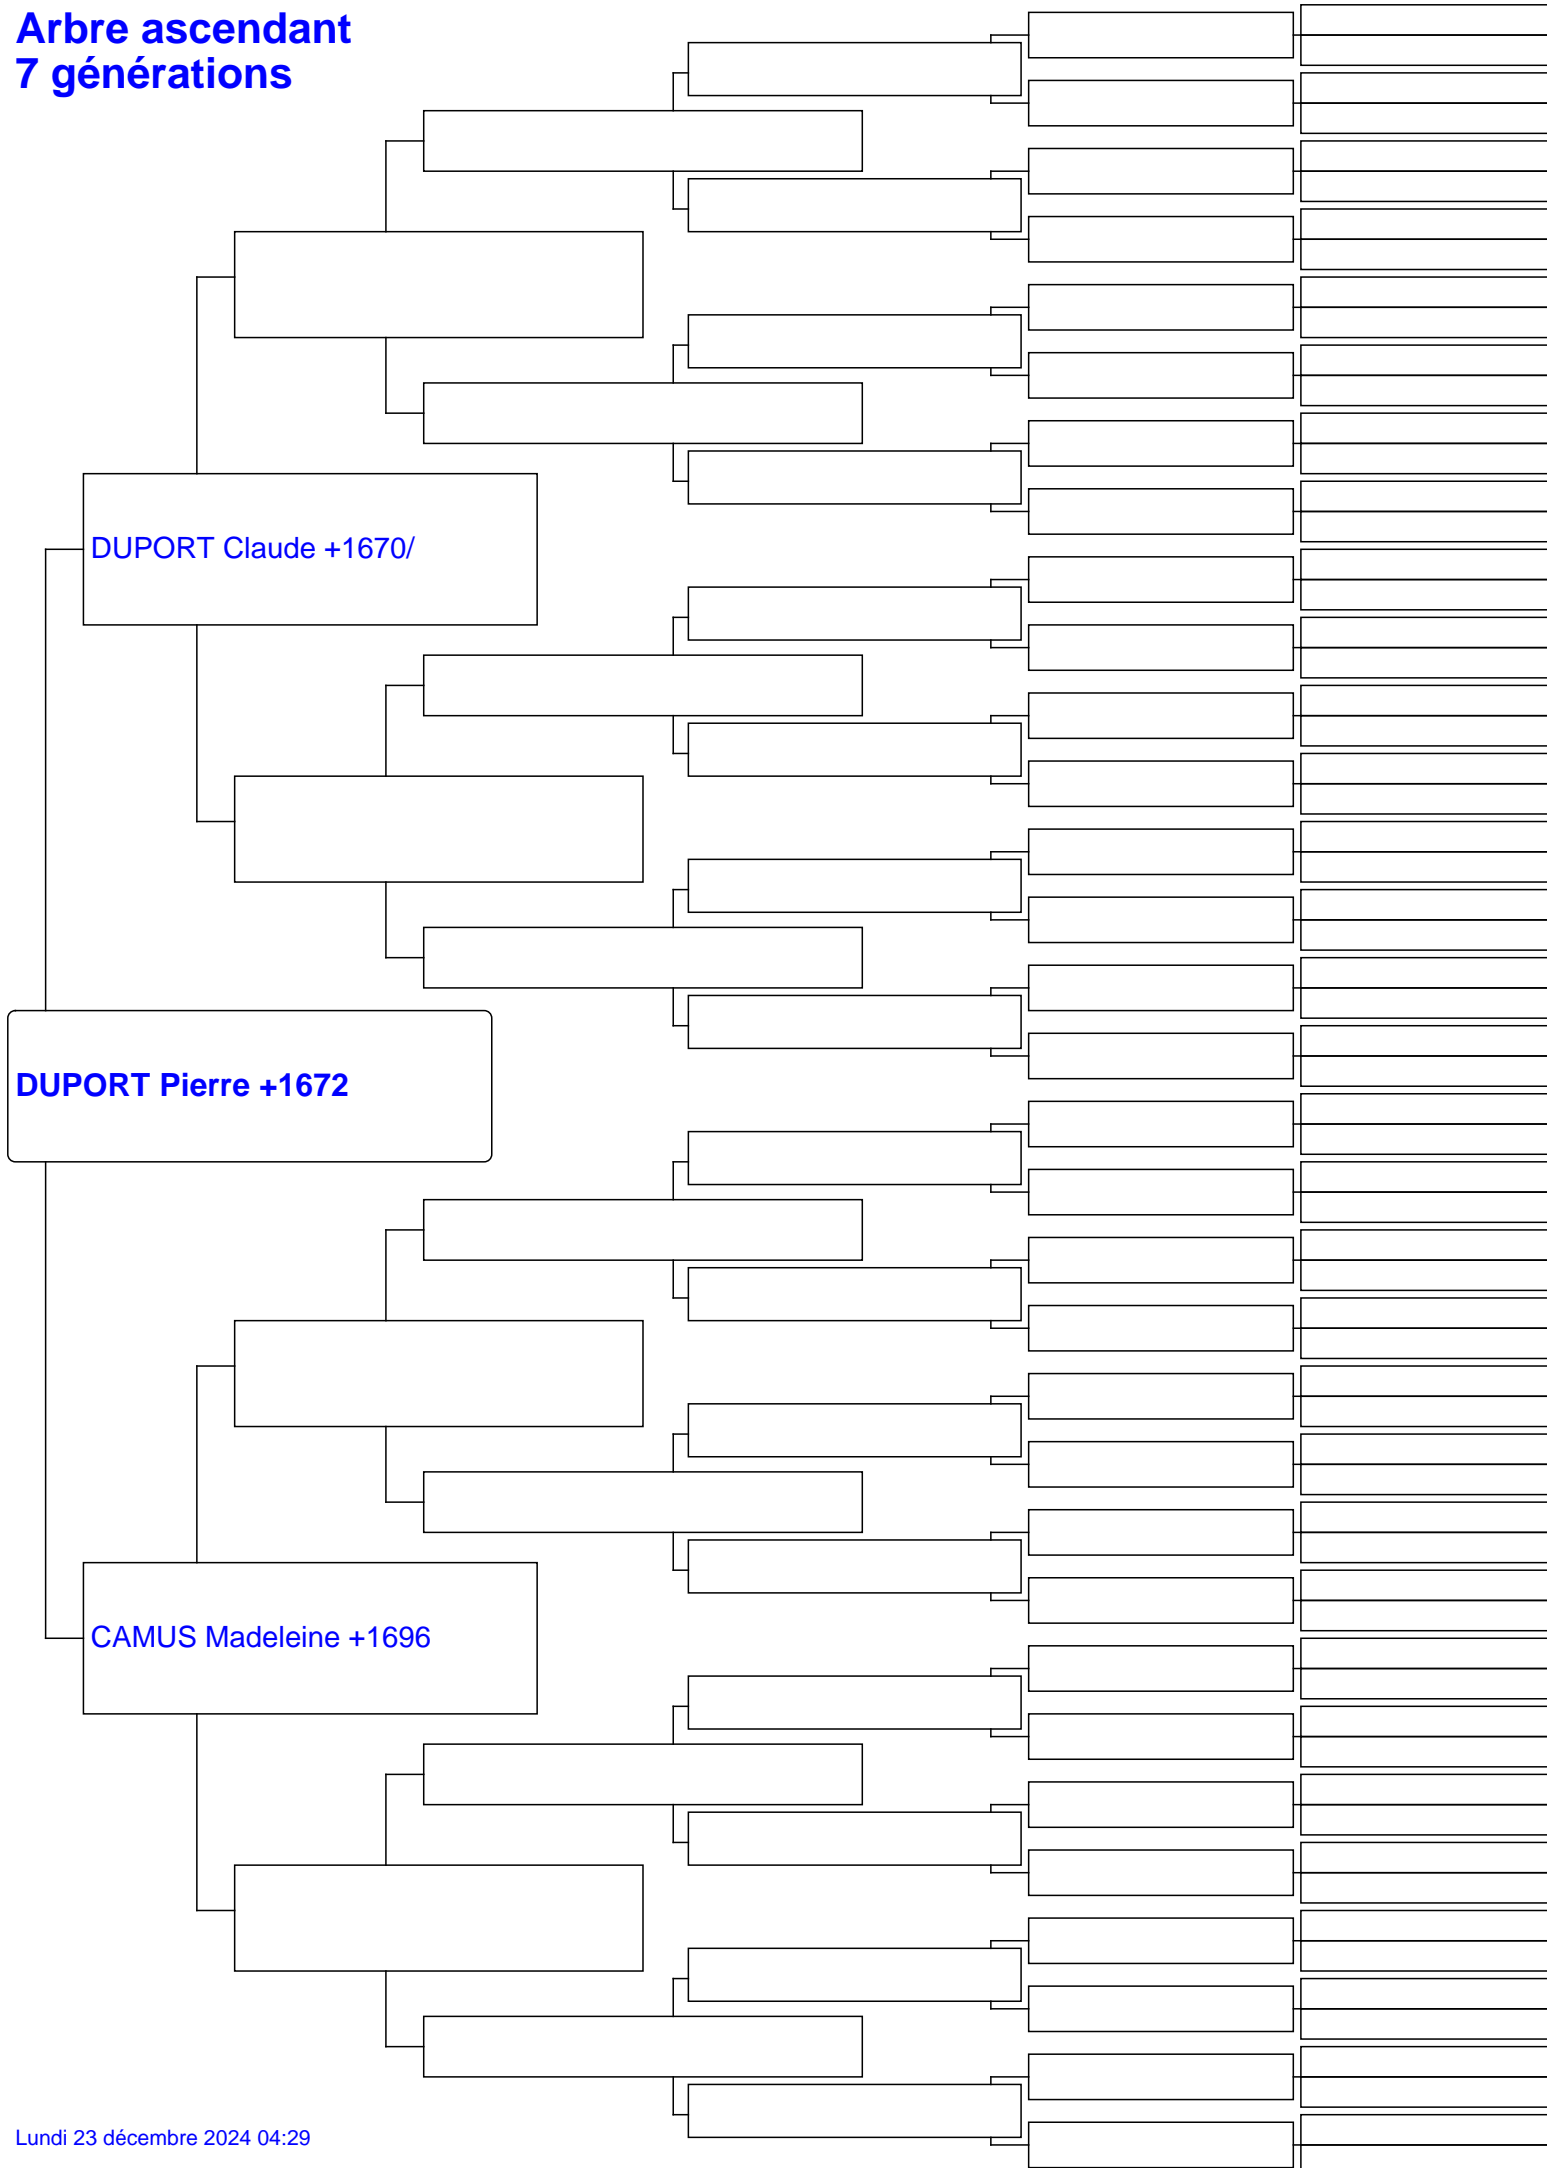 Arbre ascendant
7 générations
DUPORT Claude +1670/
DUPORT Pierre +1672
CAMUS Madeleine +1696
Lundi 23 décembre 2024 04:29